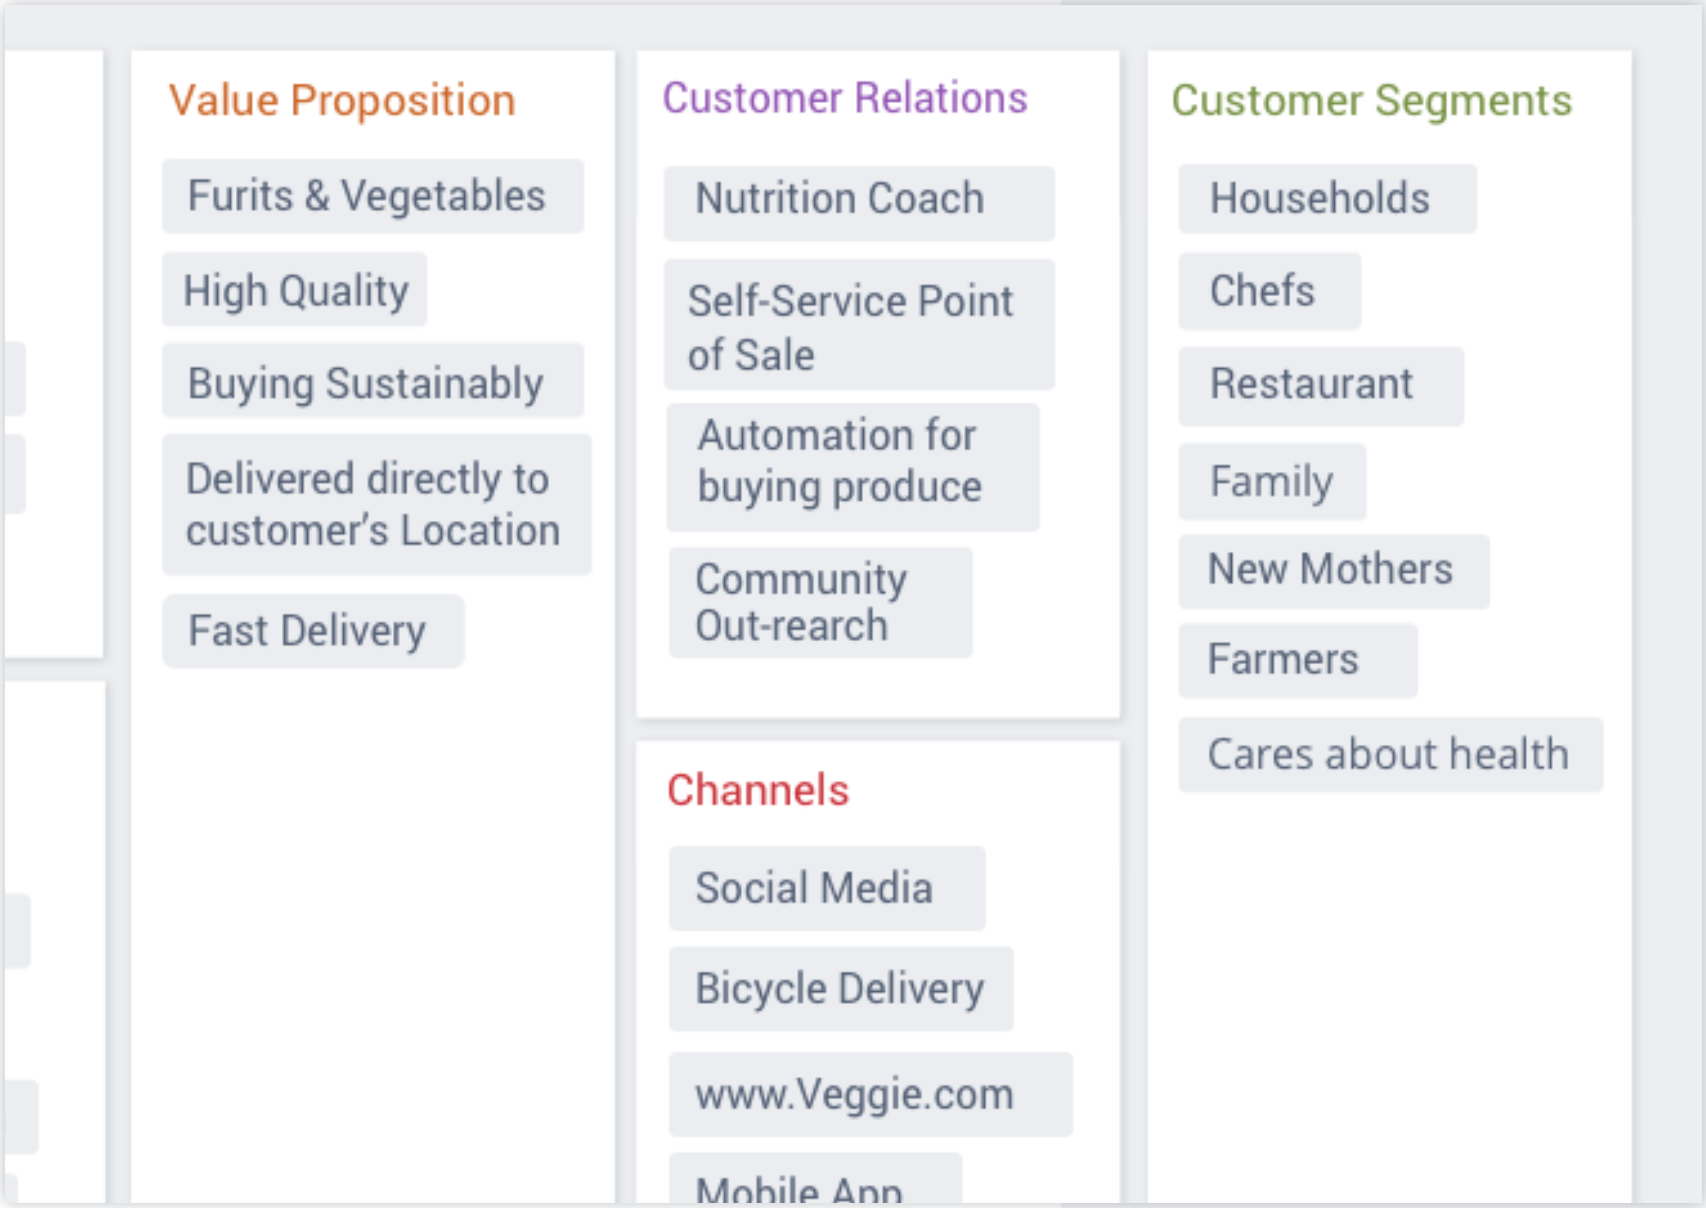 Value Proposition
Furits & Vegetables
High Quality
Buying Sustainably
Delivered directly to
customer's Location
Fast Delivery
Customer Relations
Nutrition Coach
Self-Service Point
of Sale
Automation for
buying produce
Community
Out-rearch
Channels
Social Media
Bicycle Delivery
www.Veggie.com
Mobile App
Customer Segments
Households
Chefs
Restaurant
Family
New Mothers
Farmers
Cares about health